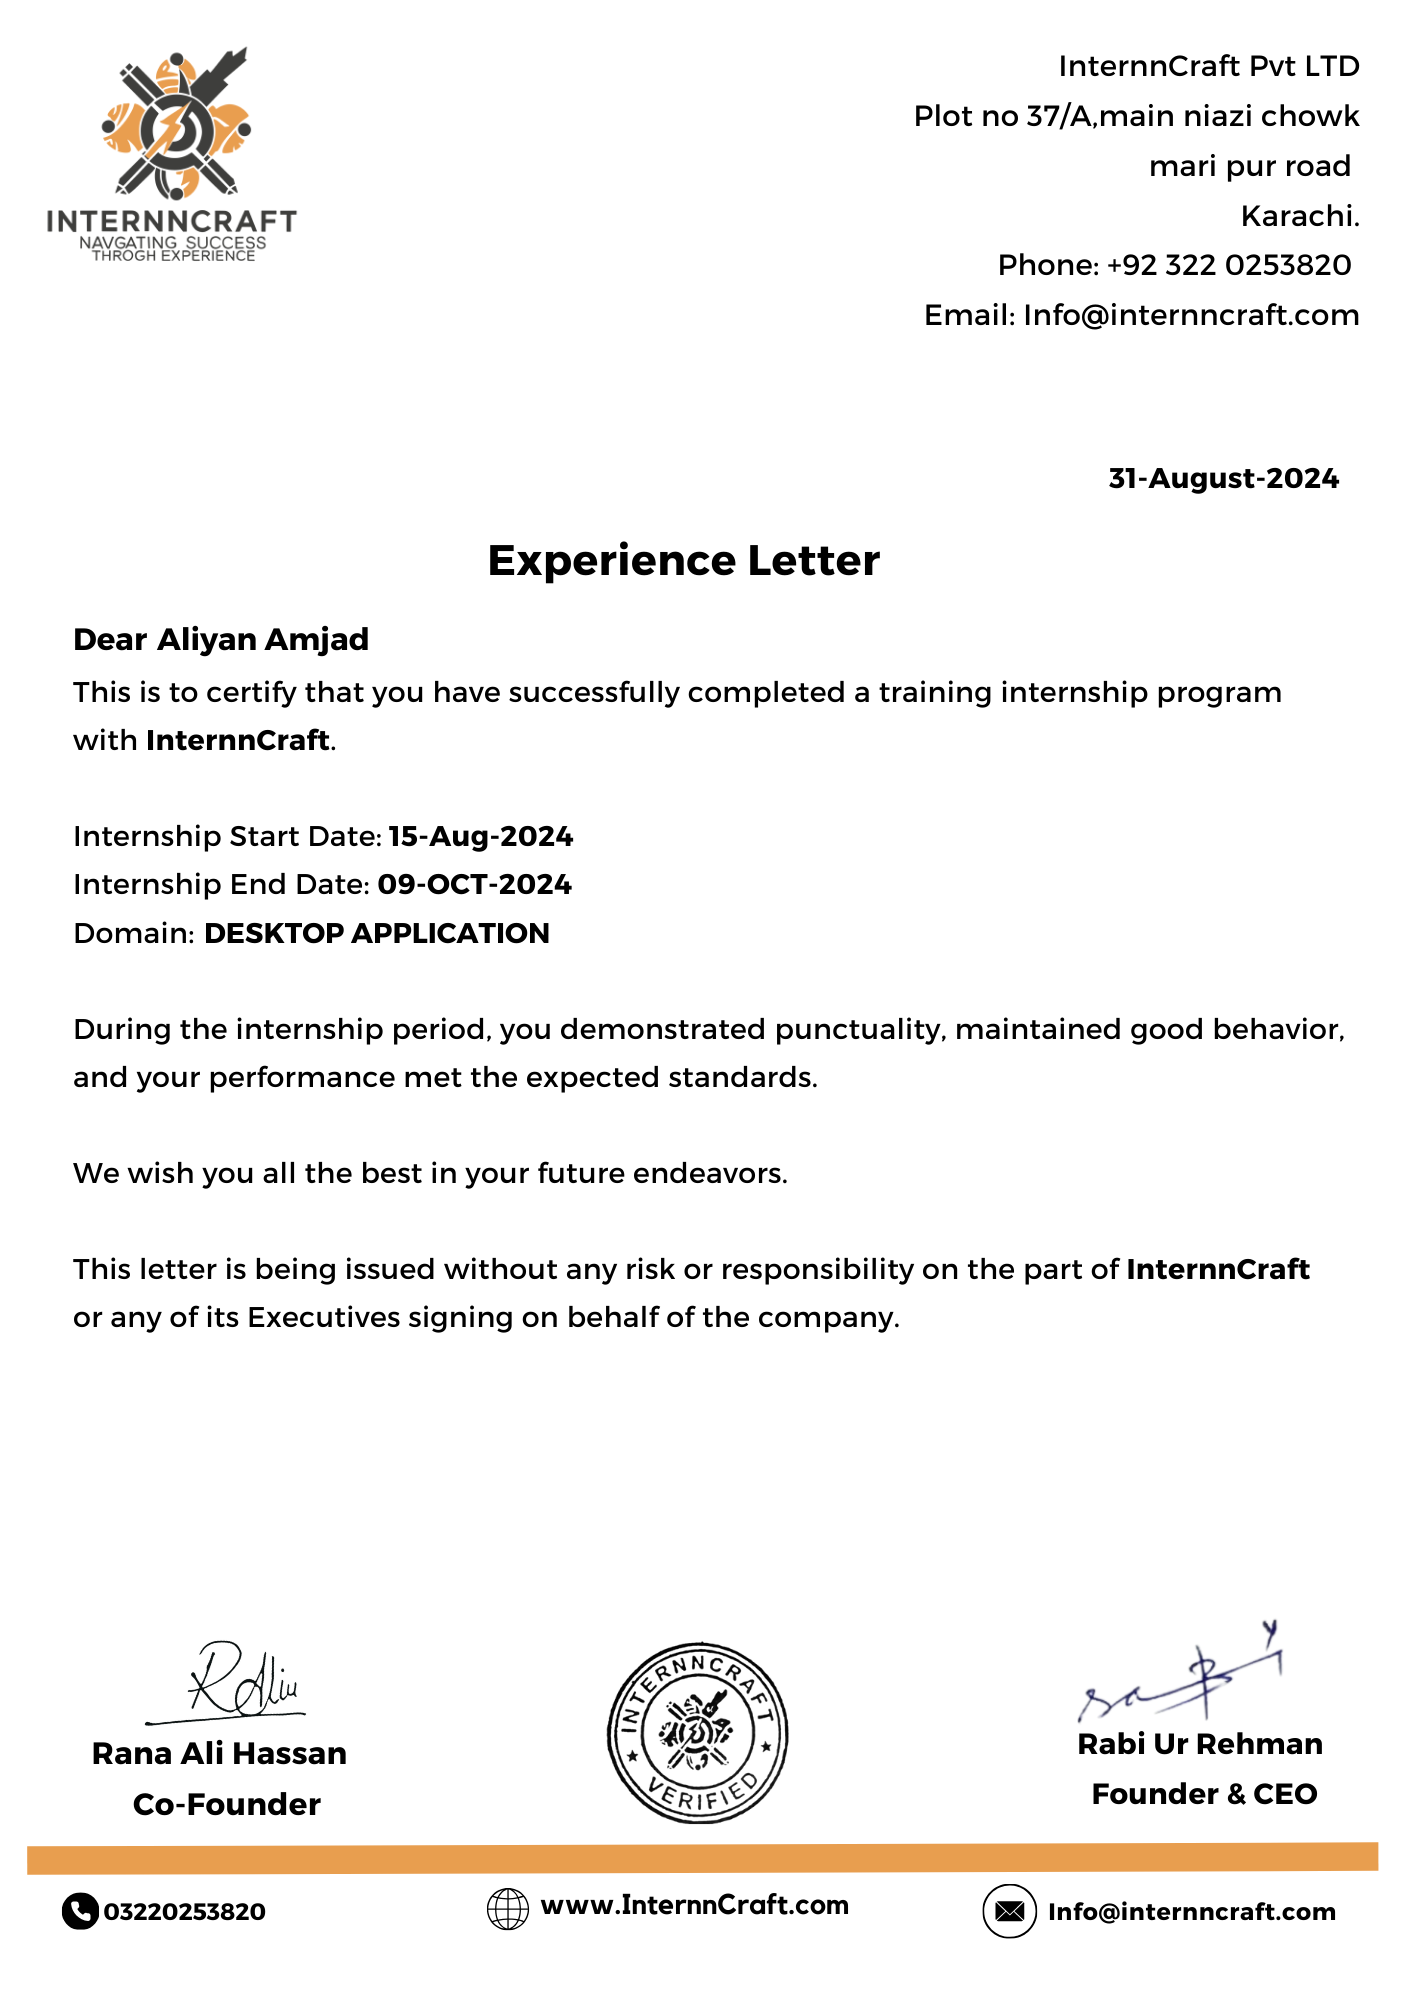 INTERNNCRAFT
NAVGATING SUCCESS
THROGH EXPERIENCE
InternnCraft Pvt LTD
Plot no 37/A,main niazi chowk
mari pur road
Karachi.
Phone: +92 322 0253820
Email: Info@internncraft.com
31-August-2024
Experience Letter
Dear Aliyan Amjad
This is to certify that you have successfully completed a training internship program
with InternnCraft.
Internship Start Date: 15-Aug-2024
Internship End Date: 09-OCT-2024
Domain: DESKTOP APPLICATION
During the internship period, you demonstrated punctuality, maintained good behavior,
and your performance met the expected standards.
We wish you all the best in your future endeavors.
This letter is being issued without any risk or responsibility on the part of InternnCraft
or any of its Executives signing on behalf of the company.
Rana Ali Hassan
Co-Founder
INTERNNCRAFT
VERIFIED
Rabi Ur Rehman
Founder & CEO
03220253820
www.InternnCraft.com
Info@internncraft.com